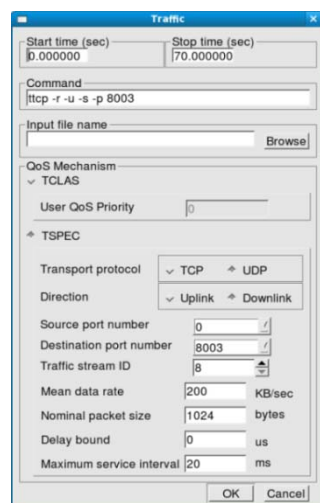 Traffic
Start time (sec) Stop time (sec)
0.000000 70.000000
Command
ttcp -r -u -s -p 8003
Input file name
Browse
QoS Mechanism
TCLAS
User QoS Priority 0
TSPEC
Transport protocol TCP UDP
Direction Uplink Downlink
Source port number 0
Destination port number 8003
Traffic stream ID 8
Mean data rate 200 KB/sec
Nominal packet size 1024 bytes
Delay bound 0 us
Maximum service interval 20 ms
OK Cancel